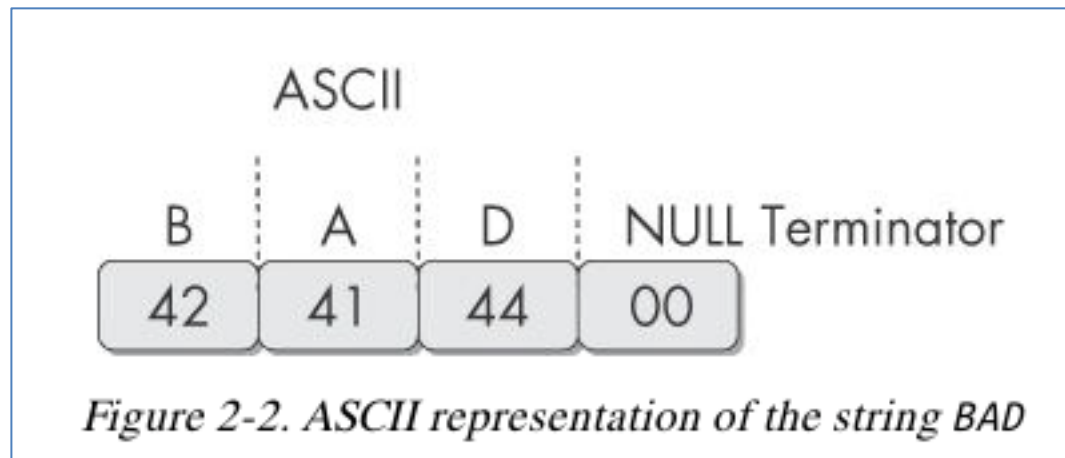 ASCII
B A D NULL Terminator
42 41 44 00
Figure 2-2. ASCII representation of the string BAD